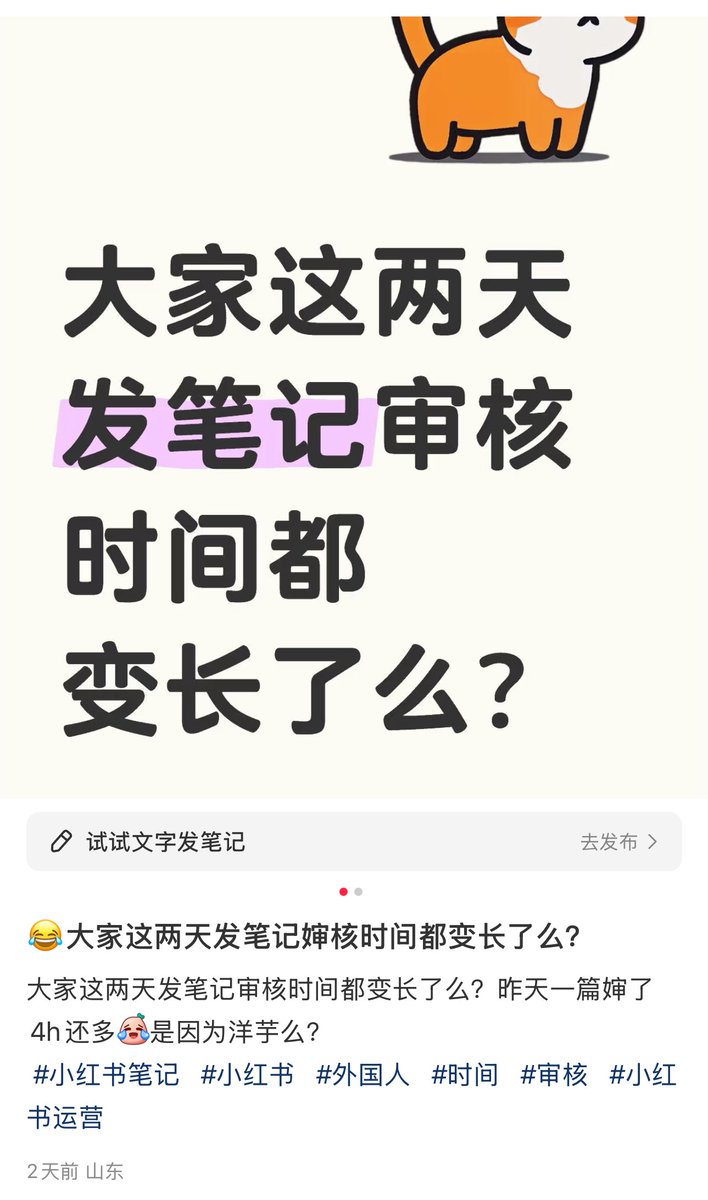 大家这两天
发笔记审核
时间都
变长了么？
试试文字发笔记 去发布
😂大家这两天发笔记婶核时间都变长了么？
大家这两天发笔记审核时间都变长了么？昨天一篇婶了
4h还多是因为洋芋么？
#小红书笔记 #小红书 #外国人 #时间 #审核 #小红
书运营
2天前 山东